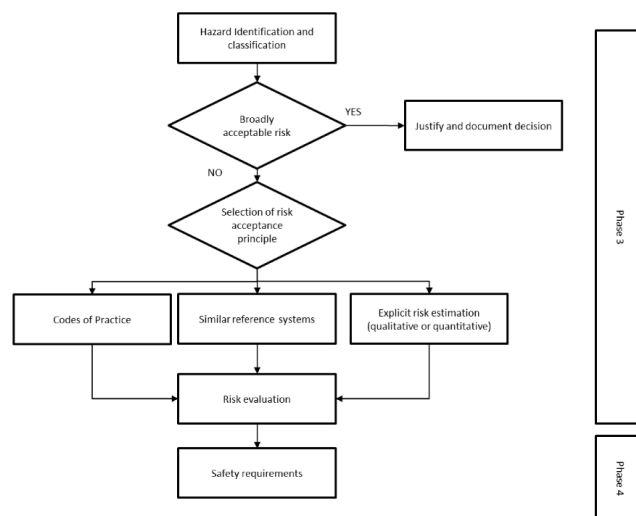 Hazard Identification and
classification
Broadly
acceptable risk
YES
Justify and document decision
NO
Selection of risk
acceptance
principle
Codes of Practice
Similar reference systems
Explicit risk estimation
(qualitative or quantitative)
Risk evaluation
Safety requirements
Phase 3
Phase 4